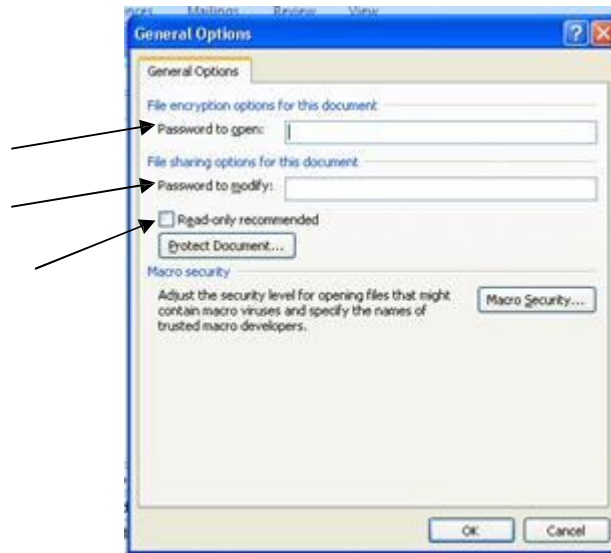 Mailings Review View
General Options
General Options
File encryption options for this document
Password to open:
File sharing options for this document
Password to modify:
Read-only recommended
Protect Document...
Macro security
Adjust the security level for opening files that might
contain macro viruses and specify the names of
trusted macro developers.
Macro Security...
OK Cancel